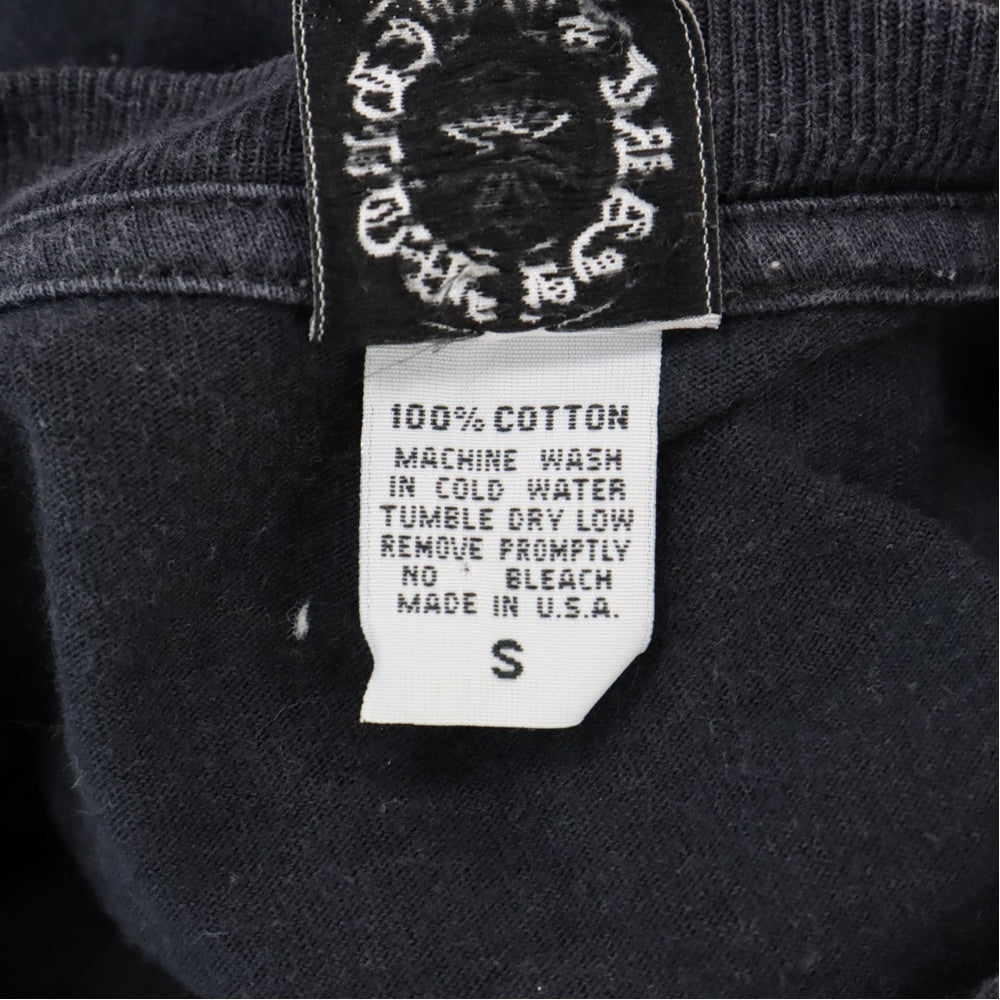 100% COTTON
MACHINE WASH
IN COLD WATER
TUMBLE DRY LOW
REMOVE PROMPTLY
NO BLEACH
MADE IN U.S.A.
S